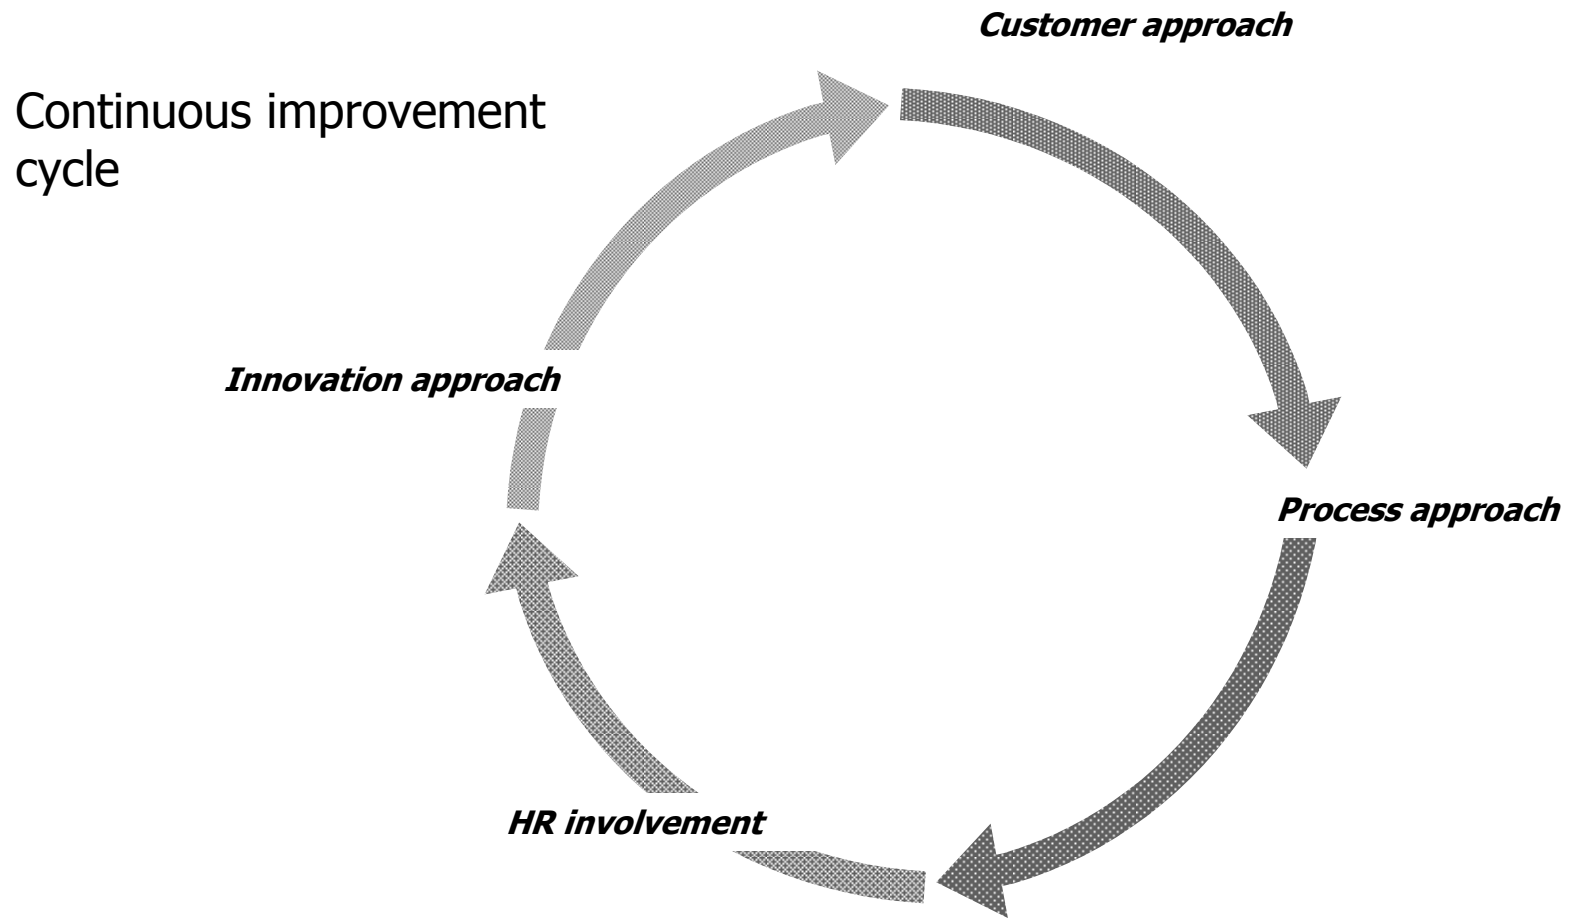 Customer approach
Continuous improvement
cycle
Innovation approach
Process approach
HR involvement